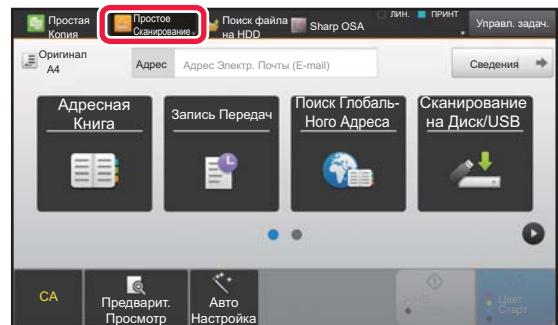 Простая
Копия
Простое
Сканирование
Поиск файла
на HDD
Sharp OSA
ЛИН.
ПРИНТ
Управл. задач.
Оригинал
A4
Адрес
Адрес Электр. Почты (E-mail)
Сведения
Адресная
Книга
Запись Передач
Поиск Глобаль-
Ного Адреса
Сканирование
на Диск/USB
CA
Предварит.
Просмотр
Авто
Настройка
Цвет
Старт